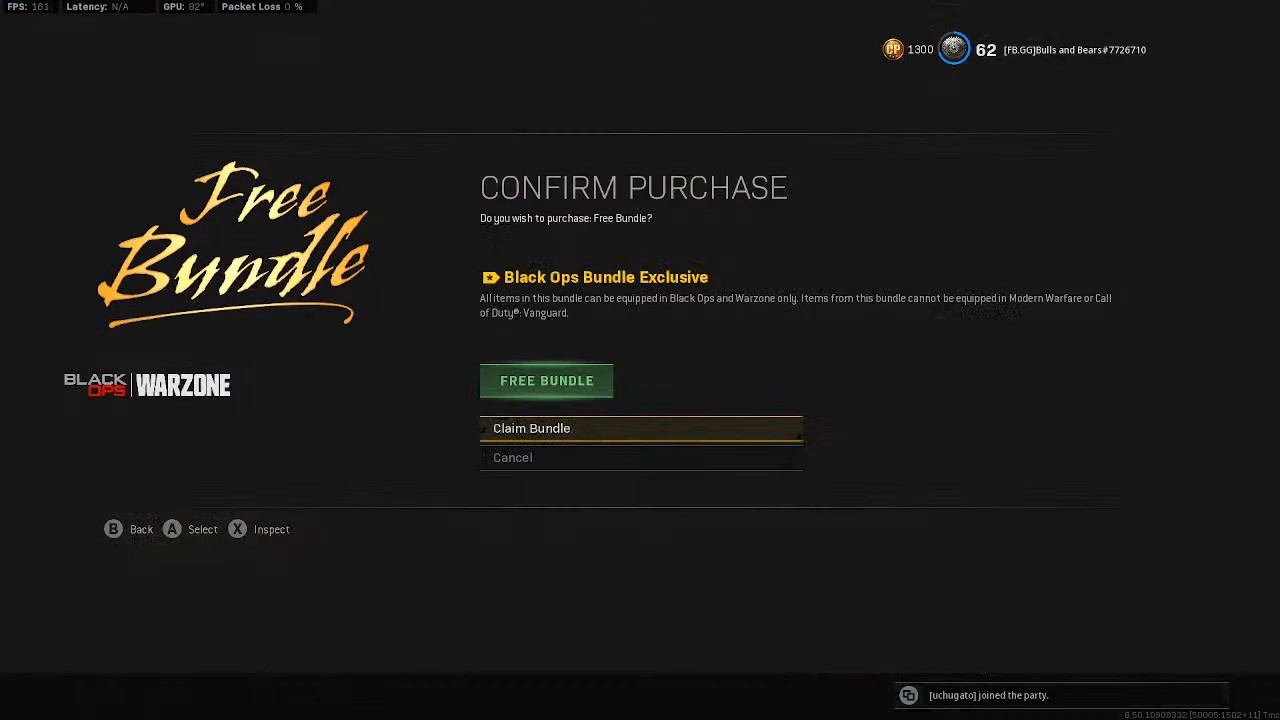 FPS: 161 Latency: N/A GPU: 82° Packet Loss 0 %
CP 1300 62 [FB.GG]Bulls and Bears#7726710
Free
Bundle
CONFIRM PURCHASE
Do you wish to purchase: Free Bundle?
Black Ops Bundle Exclusive
All items in this bundle can be equipped in Black Ops and Warzone only. Items from this bundle cannot be equipped in Modern Warfare or Call
of Duty®: Vanguard.
BLACK OPS | WARZONE
FREE BUNDLE
Claim Bundle
Cancel
B Back A Select X Inspect
[uchugato] joined the party.